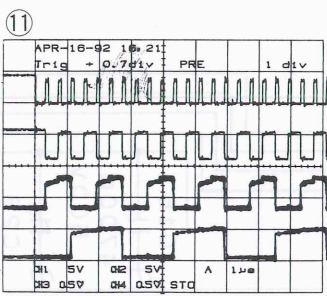 11
APR-16-92 16.21
Trig + 0.7div PRE 1 div
CH1 5V CH2 5V A 1µs
CH3 0.5V CH4 0.5V STO